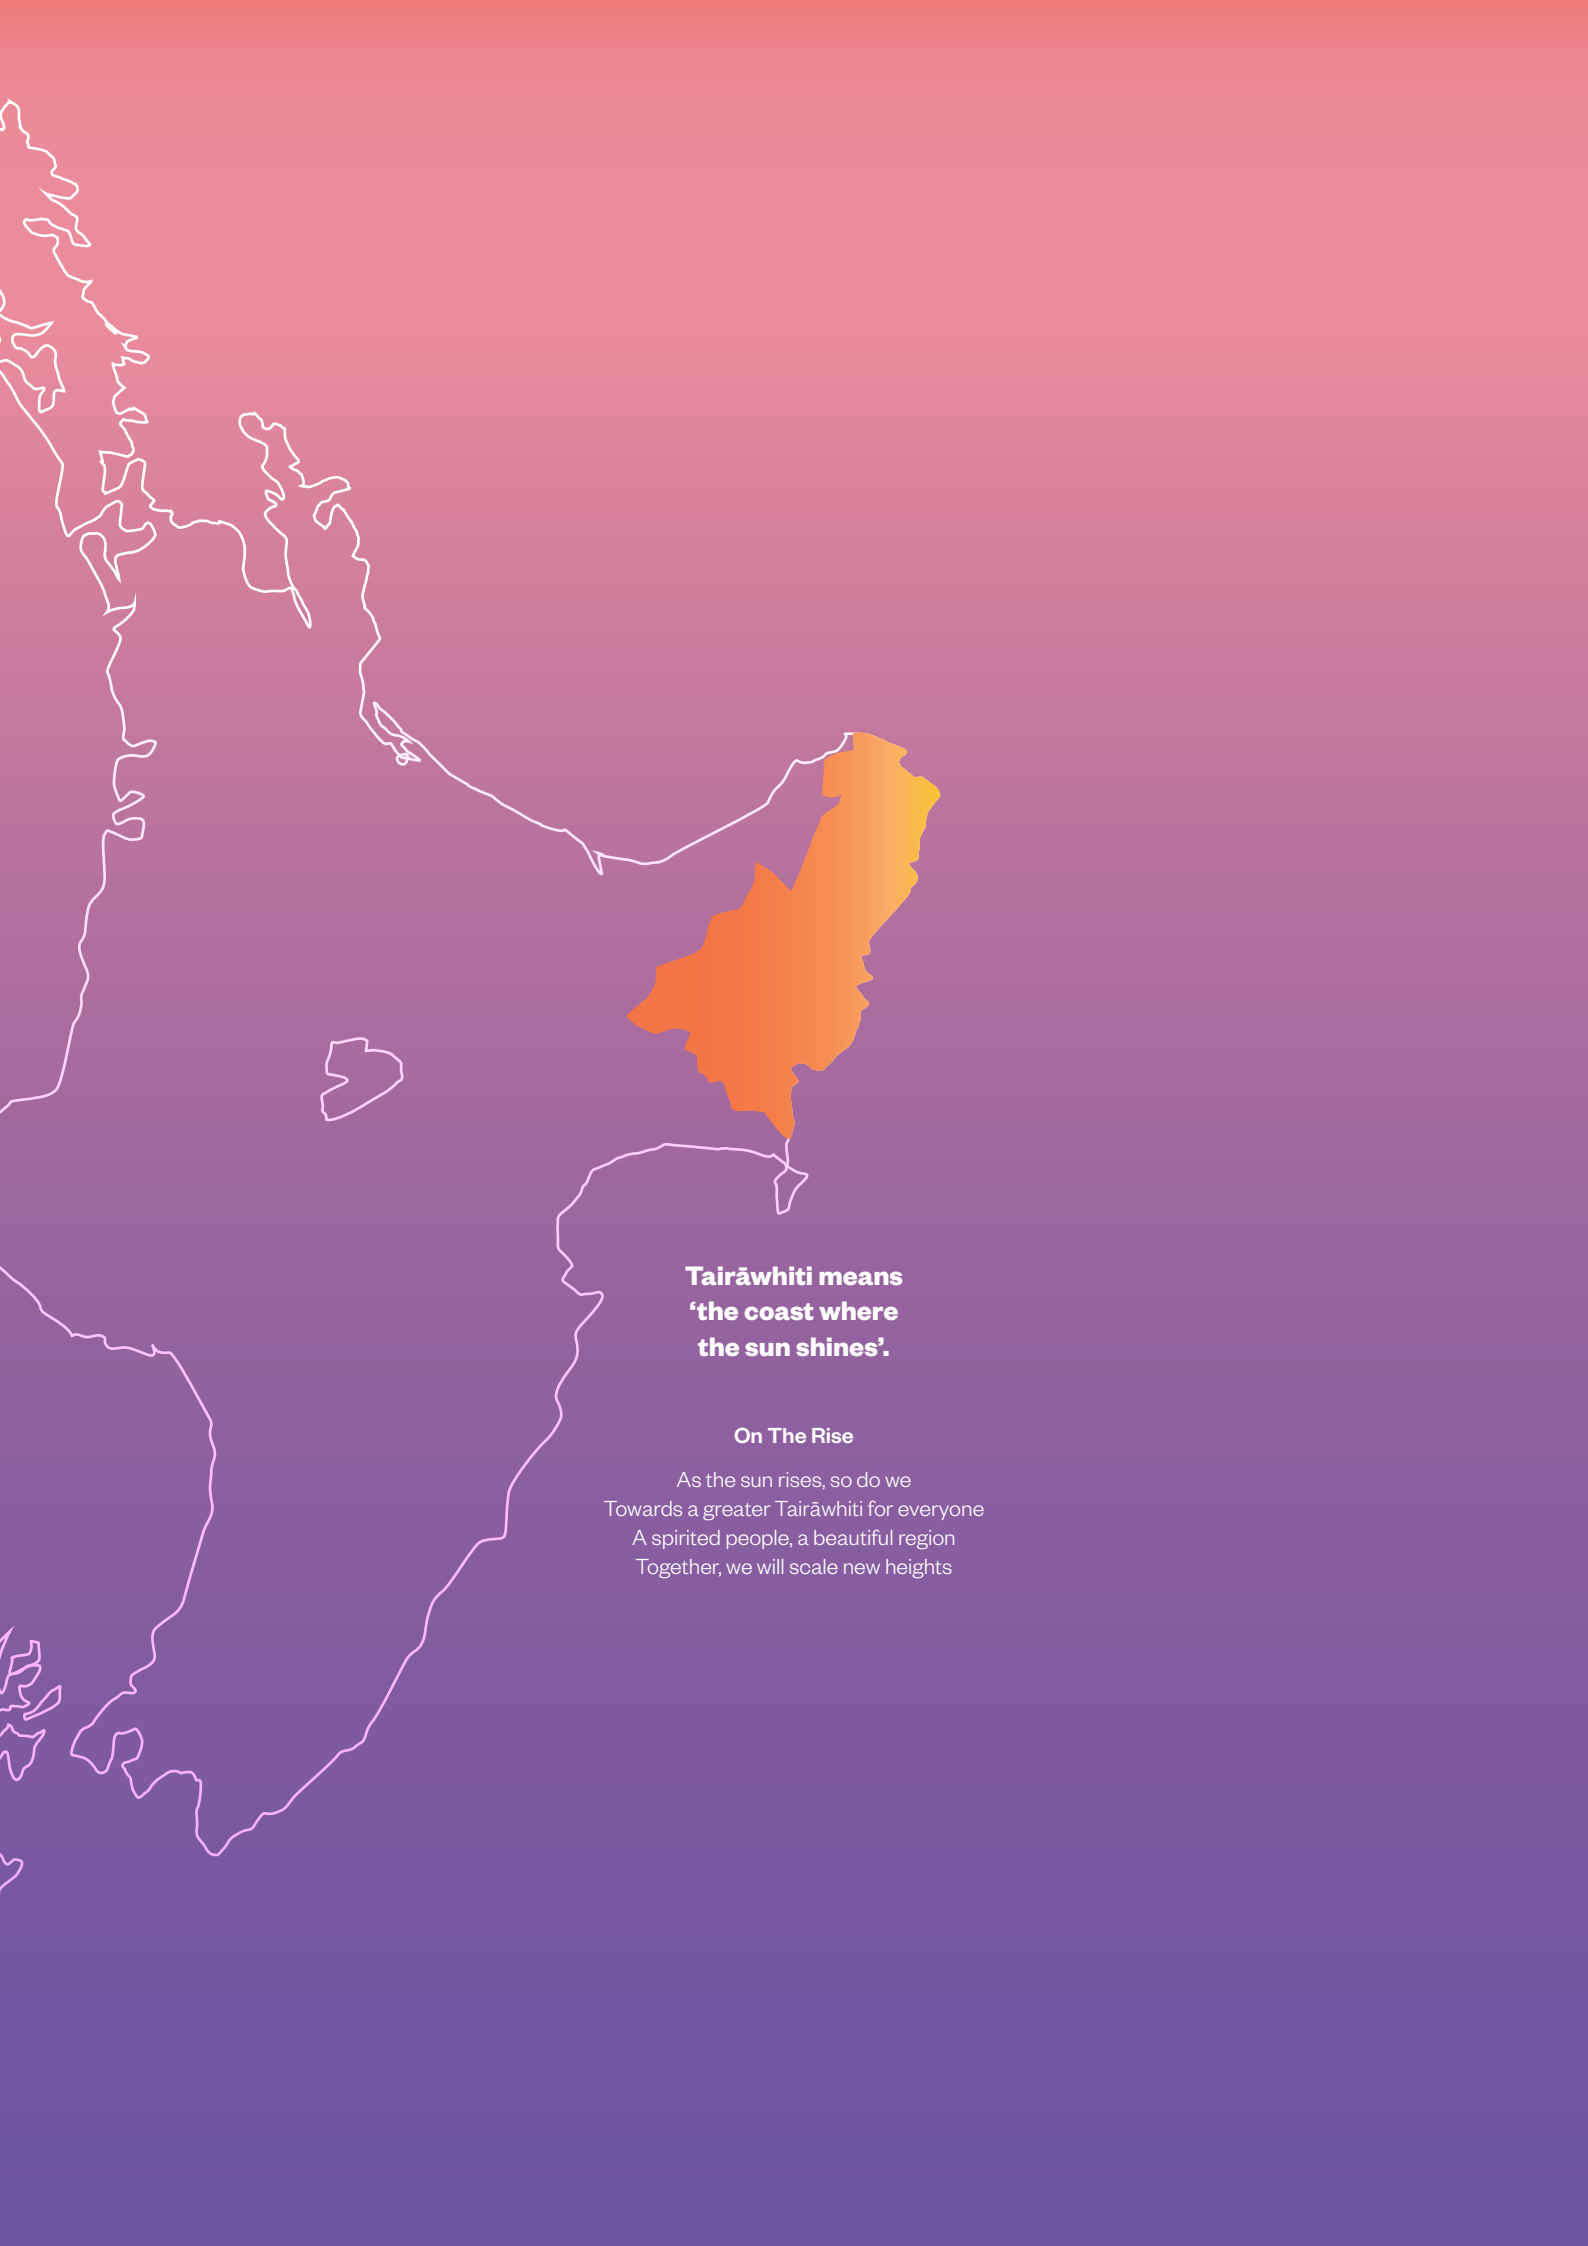 Tairāwhiti means
‘the coast where
the sun shines’.
On The Rise
As the sun rises, so do we
Towards a greater Tairāwhiti for everyone
A spirited people, a beautiful region
Together, we will scale new heights